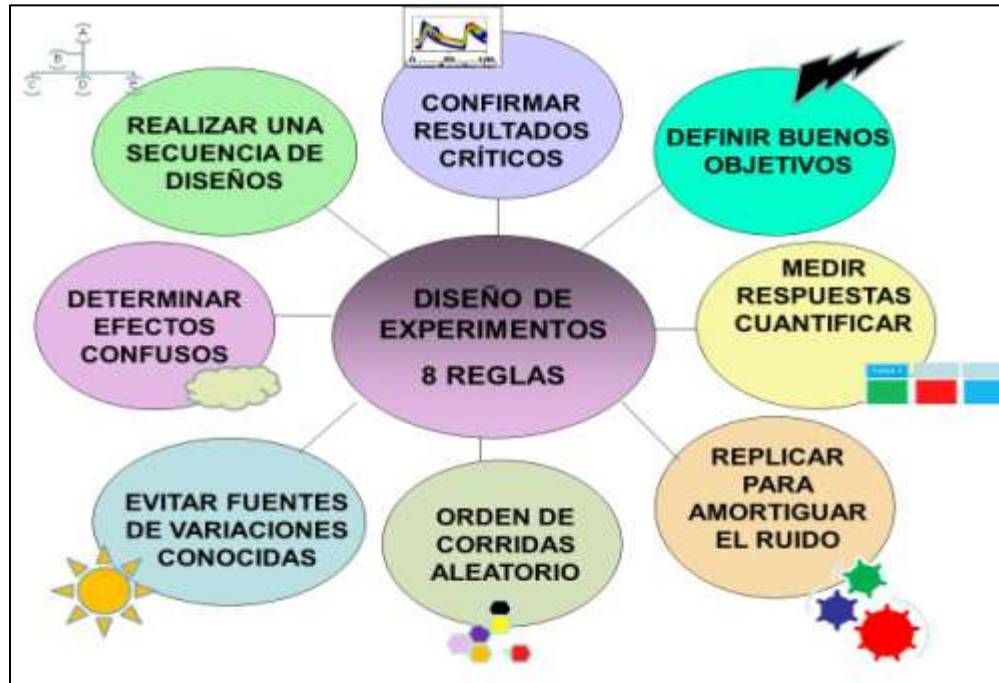 DISEÑO DE
EXPERIMENTOS
8 REGLAS
CONFIRMAR
RESULTADOS
CRÍTICOS
DEFINIR BUENOS
OBJETIVOS
MEDIR
RESPUESTAS
CUANTIFICAR
REPLICAR
PARA
AMORTIGUAR
EL RUIDO
ORDEN DE
CORRIDAS
ALEATORIO
EVITAR FUENTES
DE VARIACIONES
CONOCIDAS
DETERMINAR
EFECTOS
CONFUSOS
REALIZAR UNA
SECUENCIA DE
DISEÑOS